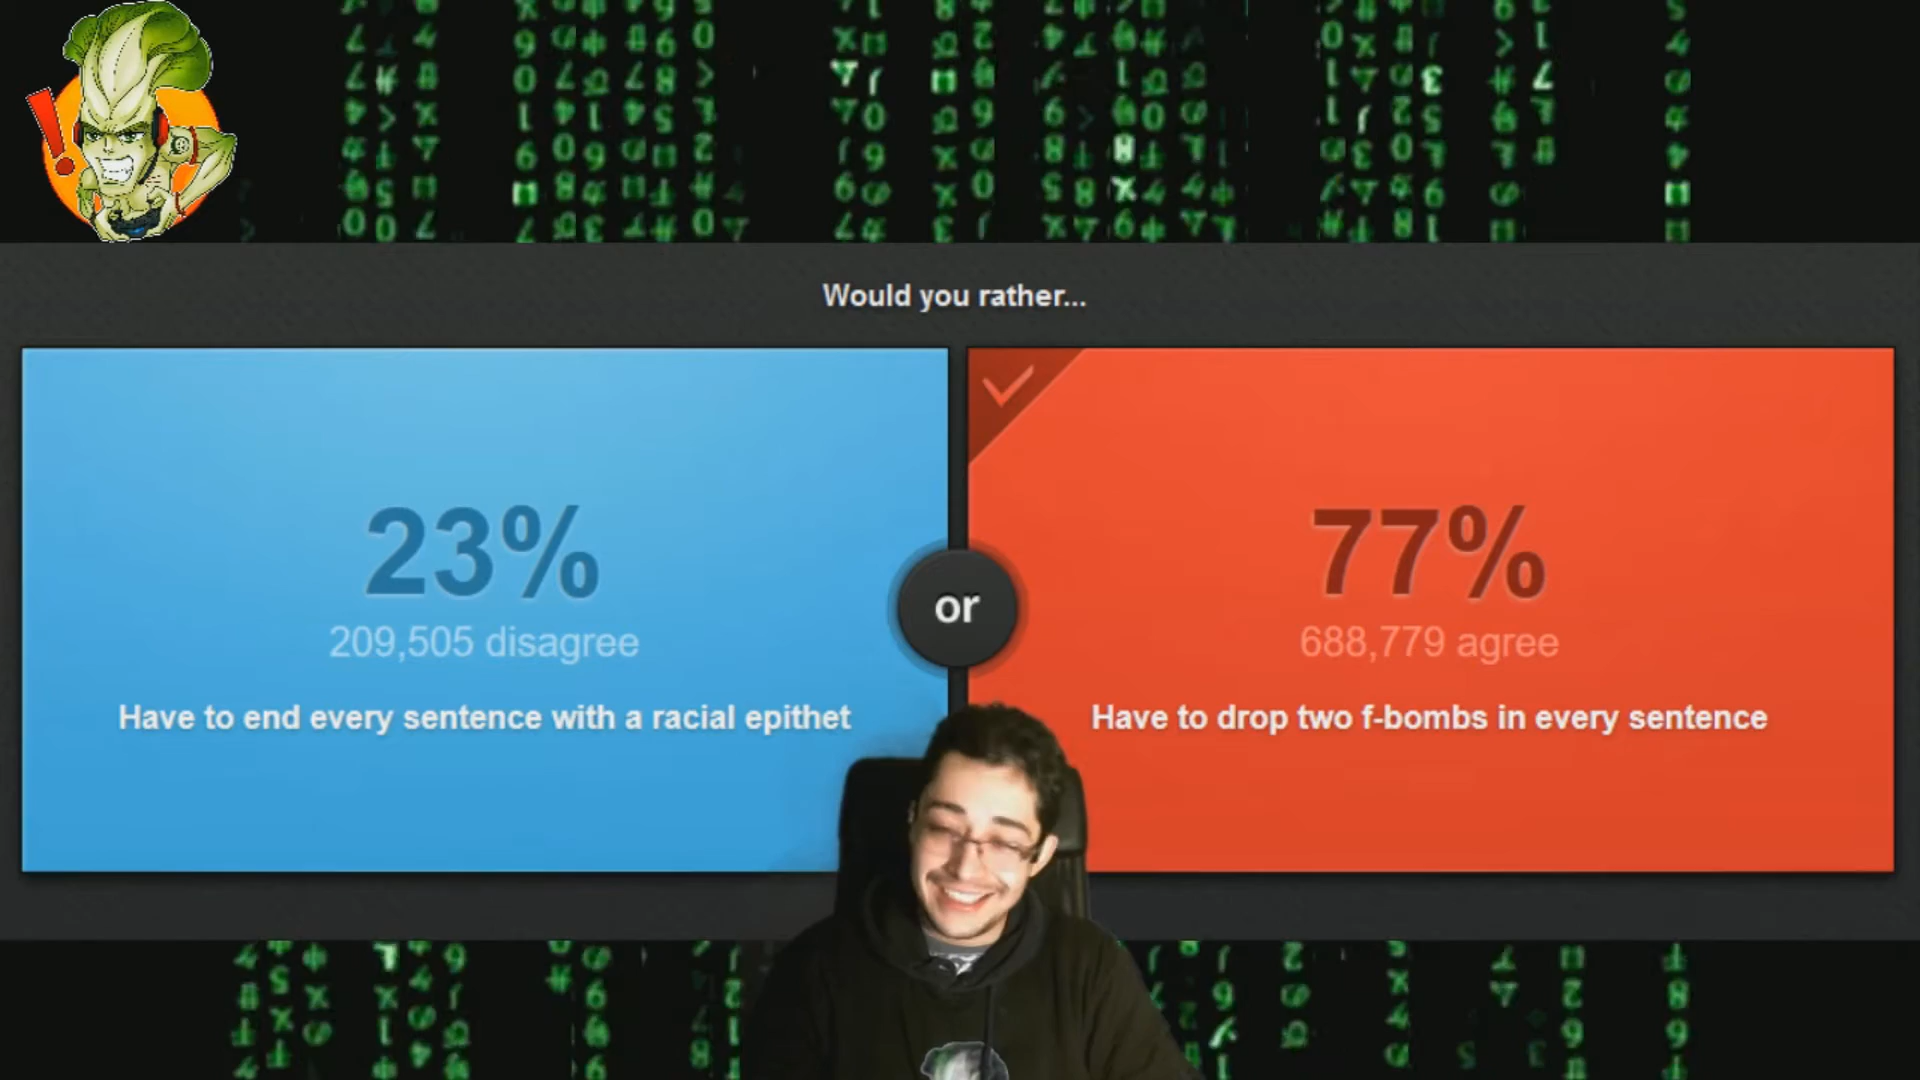 Would you rather...
23%
209,505 disagree
Have to end every sentence with a racial epithet
or
77%
688,779 agree
Have to drop two f-bombs in every sentence